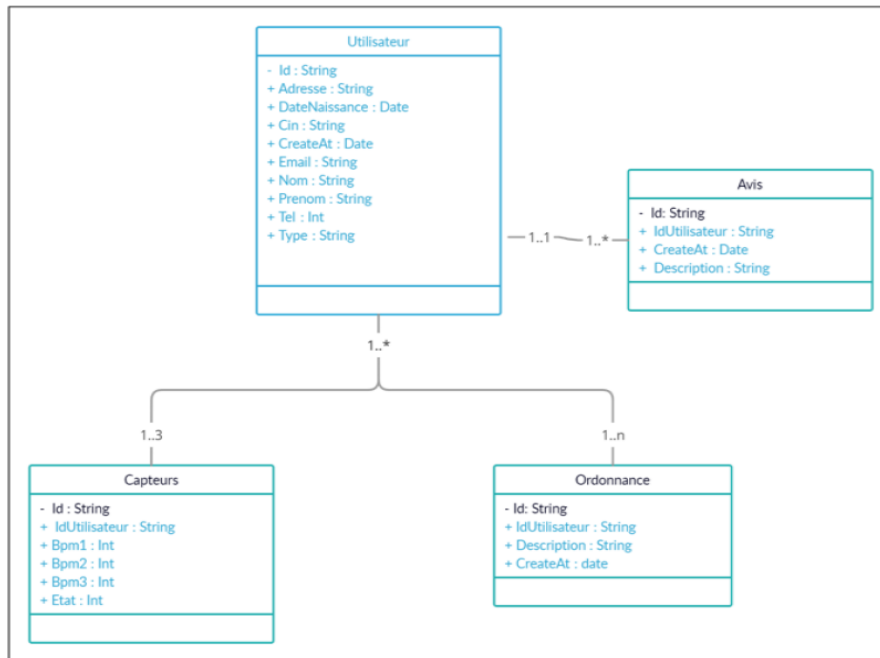 Utilisateur
- Id : String
+ Adresse : String
+ DateNaissance : Date
+ Cin : String
+ CreateAt : Date
+ Email : String
+ Nom : String
+ Prenom : String
+ Tel : Int
+ Type : String
1..1
1..*
Avis
- Id: String
+ IdUtilisateur : String
+ CreateAt : Date
+ Description : String
1..*
1..3
1..n
Capteurs
- Id : String
+ IdUtilisateur : String
+ Bpm1 : Int
+ Bpm2 : Int
+ Bpm3 : Int
+ Etat : Int
Ordonnance
- Id: String
+ IdUtilisateur : String
+ Description : String
+ CreateAt : date